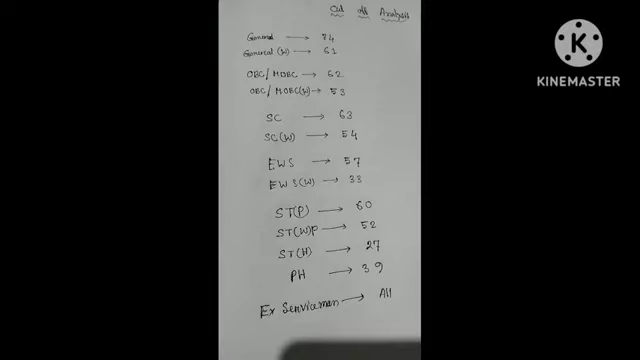 Cut off Analysis
General → 74
General (W) → 61
OBC/MOBC → 62
OBC/MOBC(W) → 53
SC → 63
SC(W) → 54
EWS → 57
EWS(W) → 33
ST(P) → 60
ST(W)P → 52
ST(H) → 27
PH → 39
Ex Serviceman → All
K
KINEMASTER